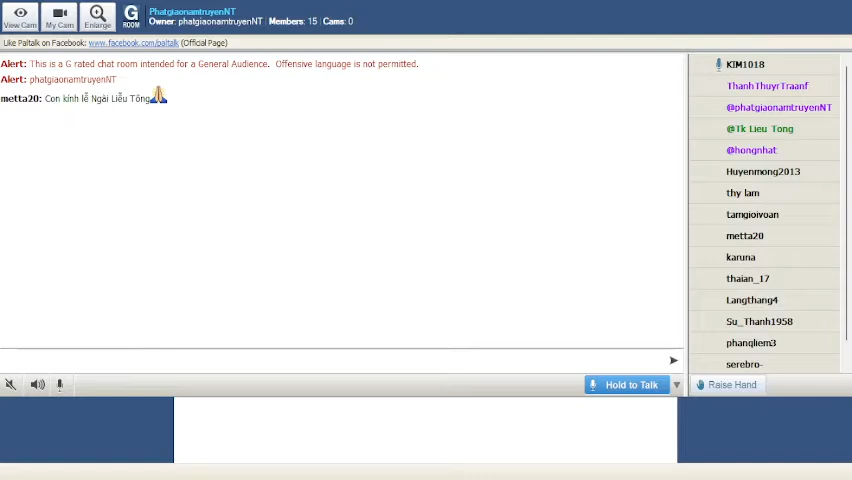 View Cam
My Cam
Enlarge
G
ROOM
PhatgiaonamtruyenNT
Owner: phatgiaonamtruyenNT | Members: 15 | Cams: 0
Like Paltalk on Facebook: www.facebook.com/paltalk (Official Page)
Alert: This is a G rated chat room intended for a General Audience. Offensive language is not permitted.
Alert: phatgiaonamtruyenNT
metta20: Con kính lễ Ngài Liễu Tông
KIM1018
ThanhThuyrTraanf
@phatgiaonamtruyenNT
@Tk Lieu Tong
@hongnhat
Huyenmong2013
thy lam
tamgioivoan
metta20
karuna
thaian_17
Langthang4
Su_Thanh1958
phanqliem3
serebro-
Hold to Talk
Raise Hand